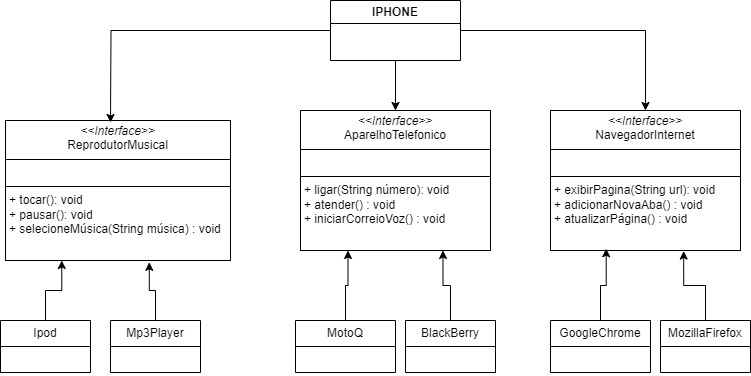 IPHONE
<<Interface>>
ReprodutorMusical
+ tocar(): void
+ pausar(): void
+ selecioneMúsica(String música) : void
<<Interface>>
AparelhoTelefonico
+ ligar(String número): void
+ atender() : void
+ iniciarCorreioVoz() : void
<<Interface>>
NavegadorInternet
+ exibirPagina(String url): void
+ adicionarNovaAba() : void
+ atualizarPágina() : void
Ipod
Mp3Player
MotoQ
BlackBerry
GoogleChrome
MozillaFirefox